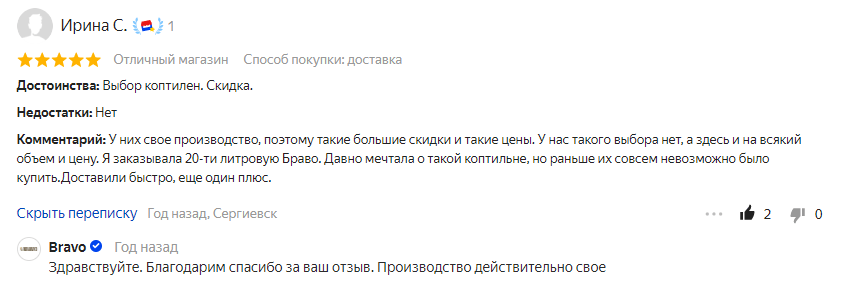 Ирина С. 1
Отличный магазин Способ покупки: доставка
Достоинства: Выбор коптилен. Скидка.
Недостатки: Нет
Комментарий: У них свое производство, поэтому такие большие скидки и такие цены. У нас такого выбора нет, а здесь и на всякий
объем и цену. Я заказывала 20-ти литровую Браво. Давно мечтала о такой коптильне, но раньше их совсем невозможно было
купить.Доставили быстро, еще один плюс.
Скрыть переписку Год назад, Сергиевск 2 0
Bravo Год назад
Здравствуйте. Благодарим спасибо за ваш отзыв. Производство действительно свое